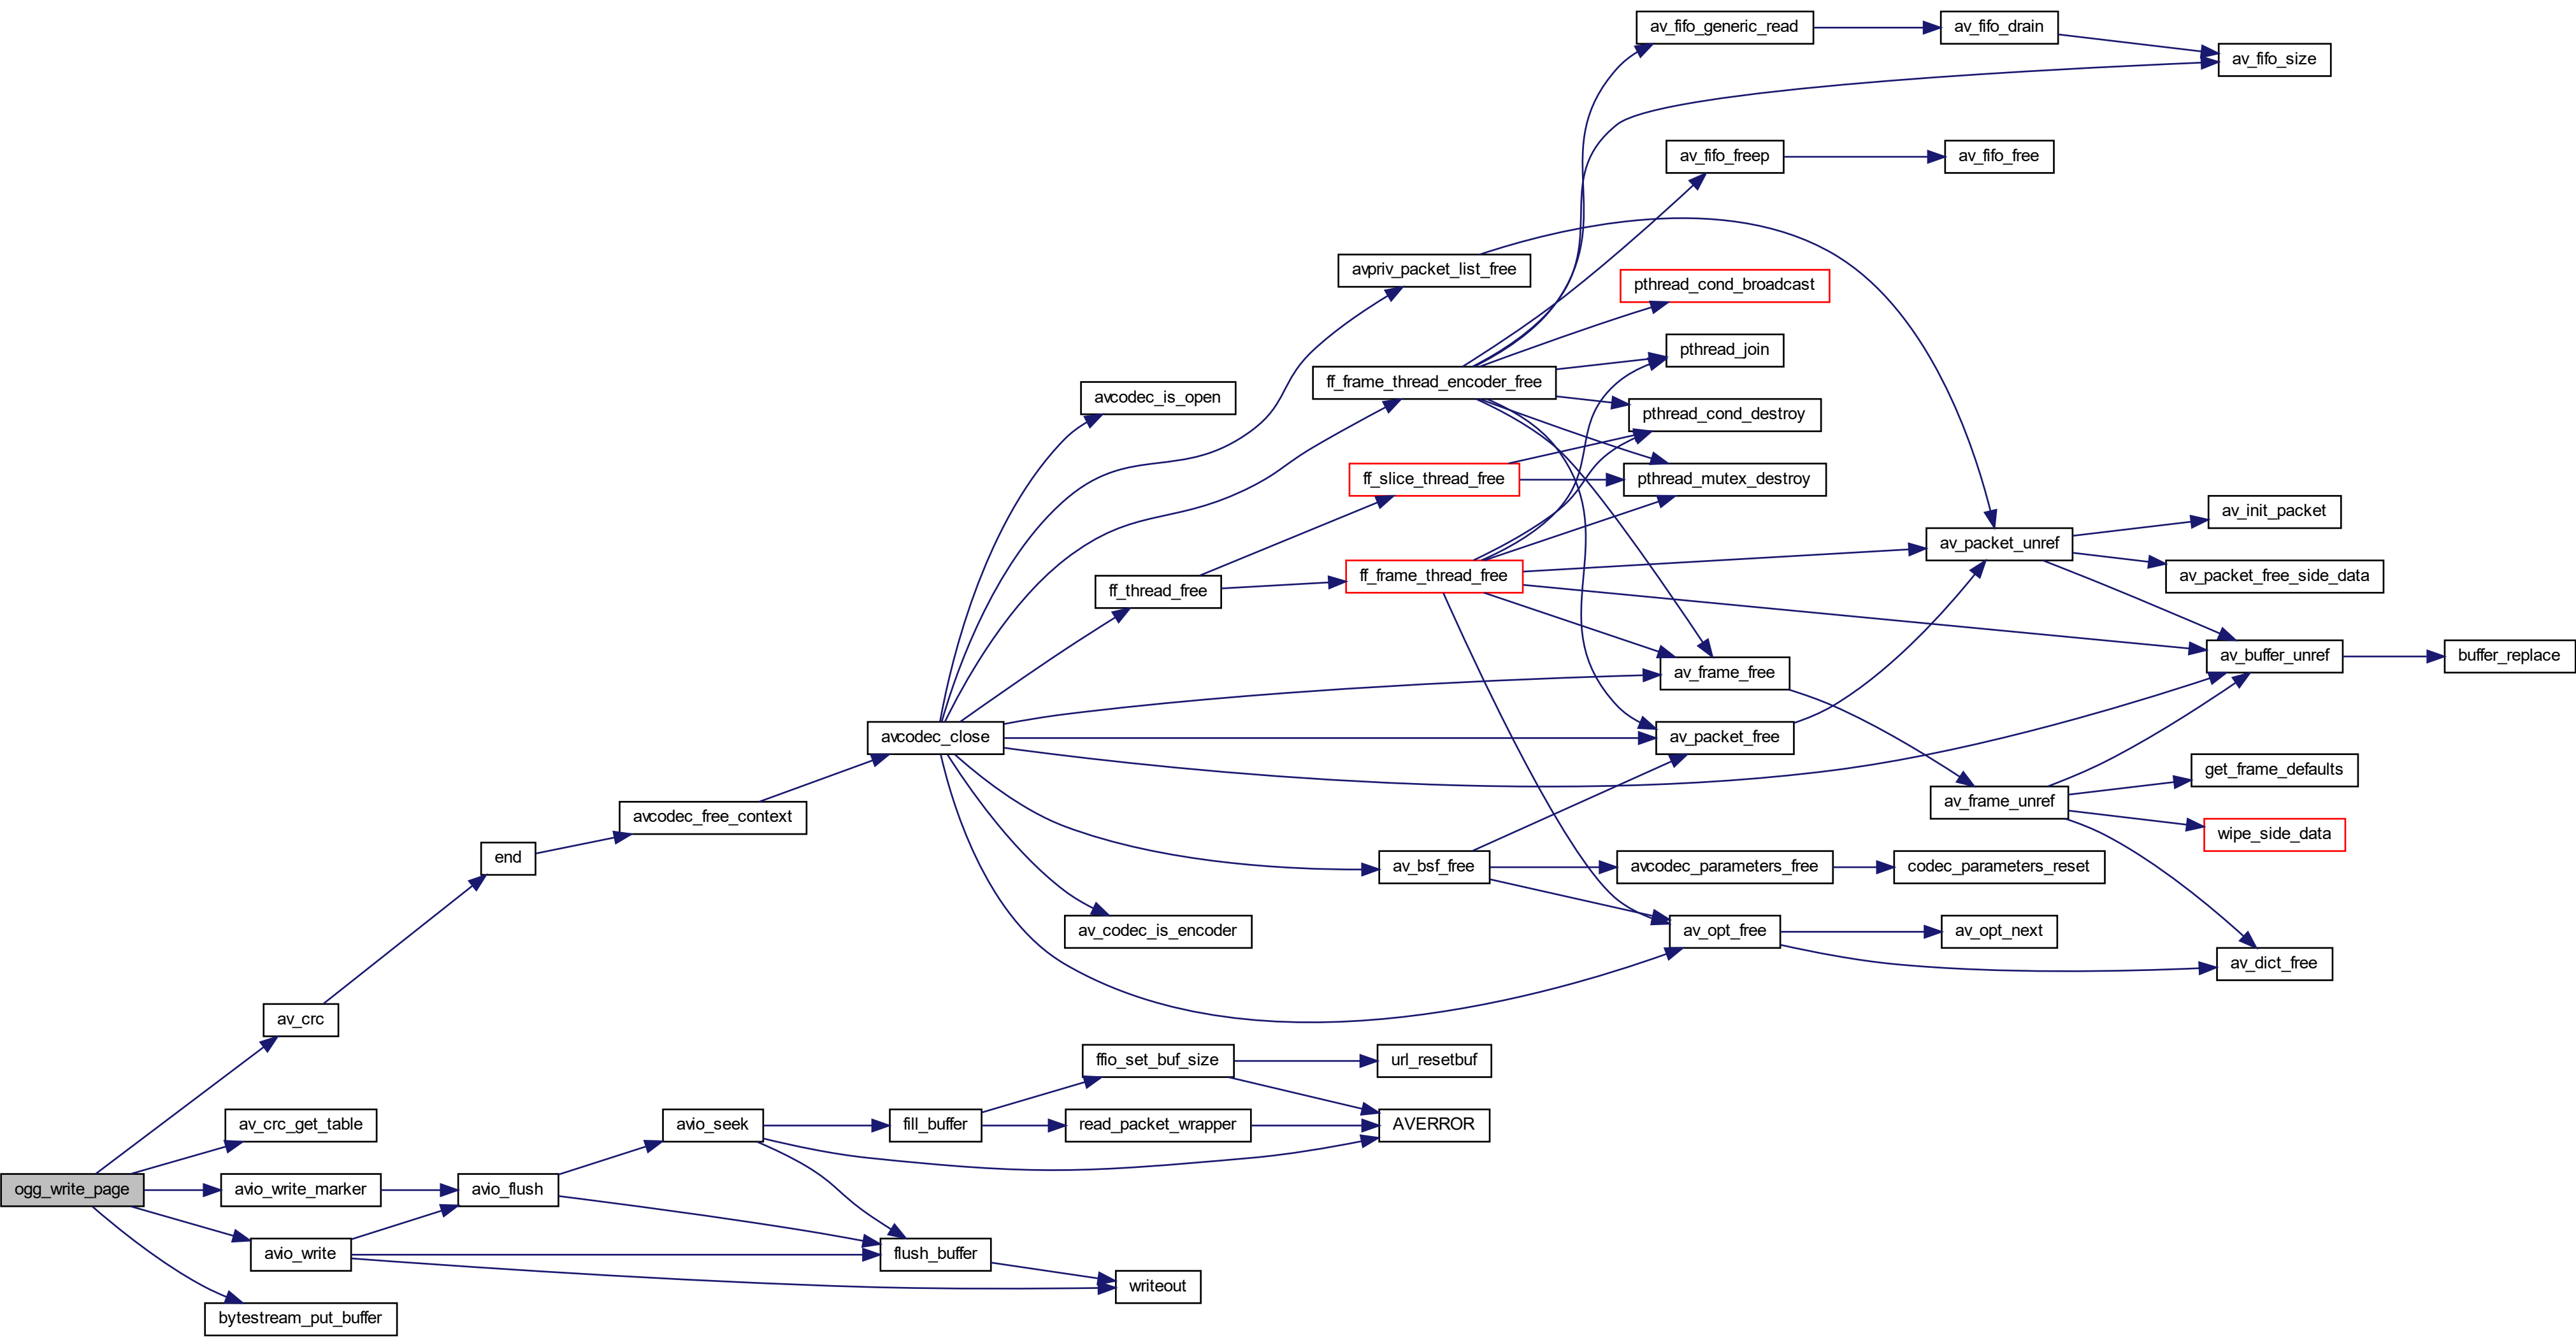 av_fifo_generic_read
av_fifo_drain
av_fifo_size
av_fifo_freep
av_fifo_free
avpriv_packet_list_free
pthread_cond_broadcast
pthread_join
ff_frame_thread_encoder_free
avcodec_is_open
pthread_cond_destroy
ff_slice_thread_free
pthread_mutex_destroy
av_init_packet
av_packet_unref
ff_frame_thread_free
av_packet_free_side_data
ff_thread_free
av_buffer_unref
buffer_replace
av_frame_free
avcodec_close
av_packet_free
get_frame_defaults
av_frame_unref
avcodec_free_context
wipe_side_data
end
av_bsf_free
avcodec_parameters_free
codec_parameters_reset
av_codec_is_encoder
av_opt_free
av_opt_next
av_dict_free
av_crc
ffio_set_buf_size
url_resetbuf
av_crc_get_table
avio_seek
fill_buffer
read_packet_wrapper
AVERROR
ogg_write_page
avio_write_marker
avio_flush
avio_write
flush_buffer
writeout
bytestream_put_buffer